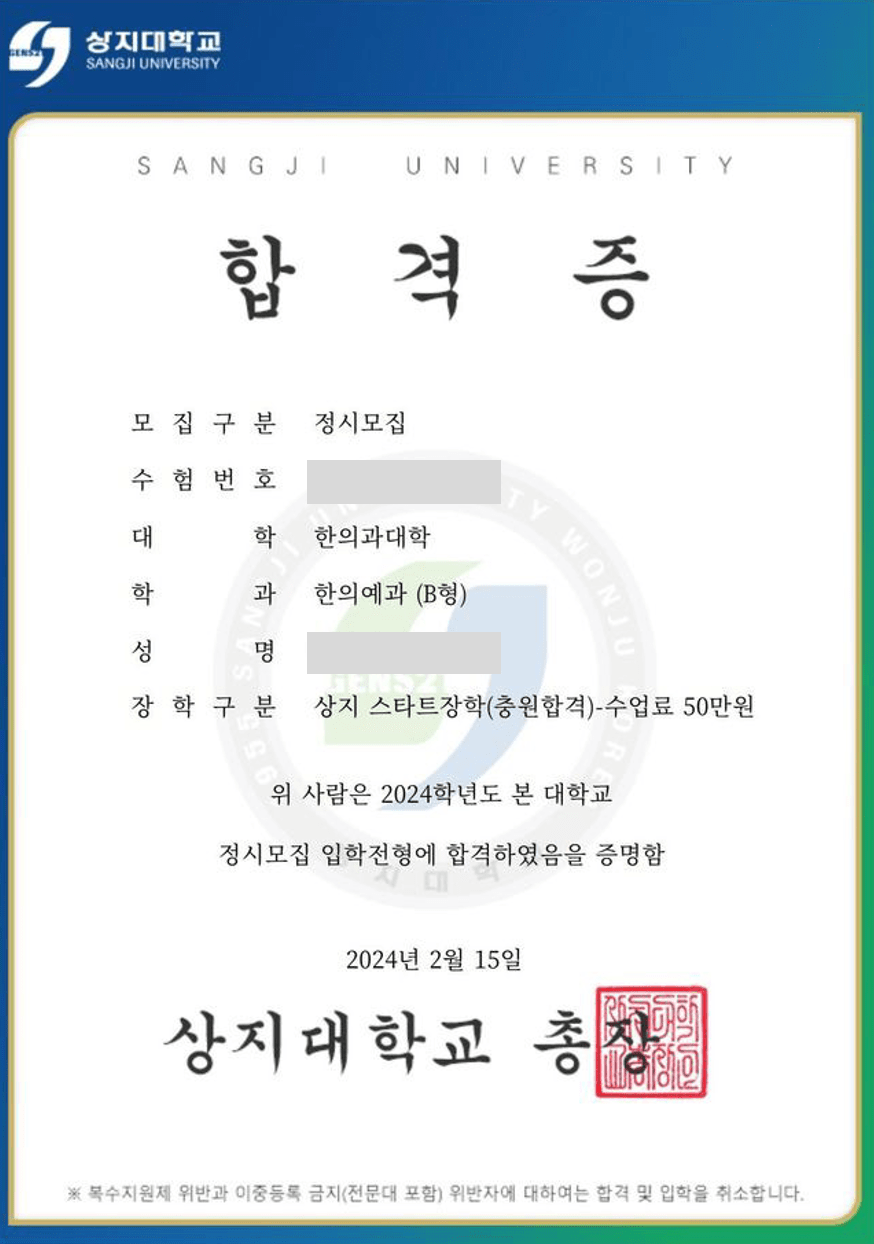 GENS2
상지대학교
SANGJI UNIVERSITY
SANGJI UNIVERSITY
합격증
모집구분 정시모집
수험번호
대학 한의과대학
학과 한의예과 (B형)
성명
장학구분 상지 스타트장학(충원합격)-수업료 50만원
위 사람은 2024학년도 본 대학교
정시모집 입학전형에 합격하였음을 증명함
2024년 2월 15일
상지대학교 총장
※ 복수지원제 위반과 이중등록 금지(전문대 포함) 위반자에 대하여는 합격 및 입학을 취소합니다.
GENS2